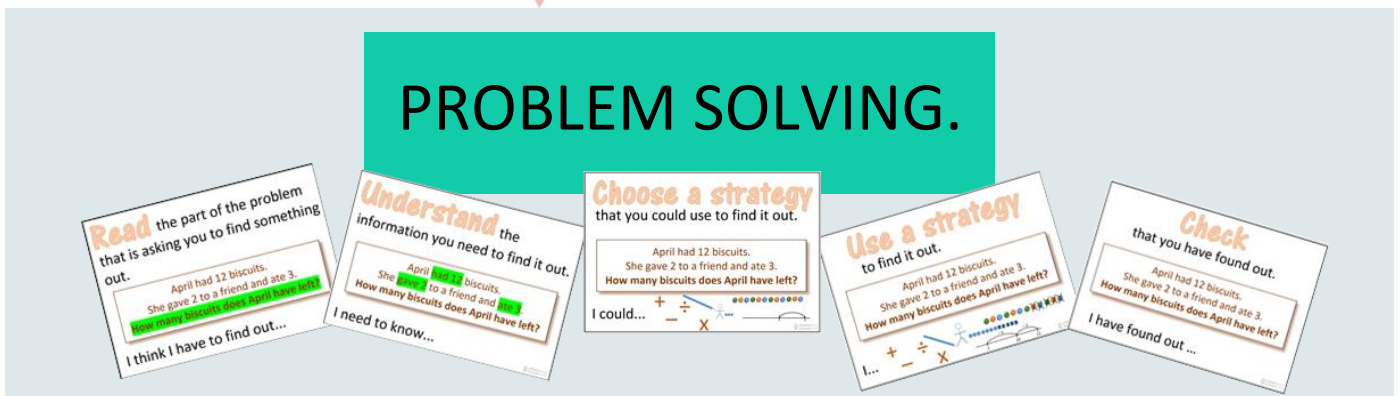 PROBLEM SOLVING.
Read the part of the problem
that is asking you to find something
out.
April had 12 biscuits.
She gave 2 to a friend and ate 3.
How many biscuits does April have left?
I think I have to find out...
Understand the
information you need to find it out.
April had 12 biscuits.
She gave 2 to a friend and ate 3.
How many biscuits does April have left?
I need to know...
Choose a strategy
that you could use to find it out.
April had 12 biscuits.
She gave 2 to a friend and ate 3.
How many biscuits does April have left?
I could... + − ÷ x
Use a strategy
to find it out.
April had 12 biscuits.
She gave 2 to a friend and ate 3.
How many biscuits does April have left?
I... + − ÷ x
Check
that you have found out.
April had 12 biscuits.
She gave 2 to a friend and ate 3.
How many biscuits does April have left?
I have found out ...